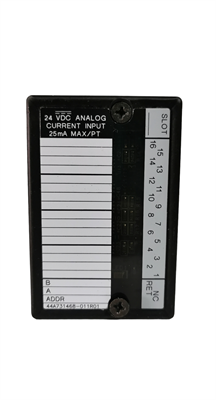 24 VDC ANALOG
CURRENT INPUT
25mA MAX/PT
B
A
ADDR
44A731468-011R01
SLOT
16 15
14 13
12 11
10 9
8 7
6 5
4 3
2 1
RET NC